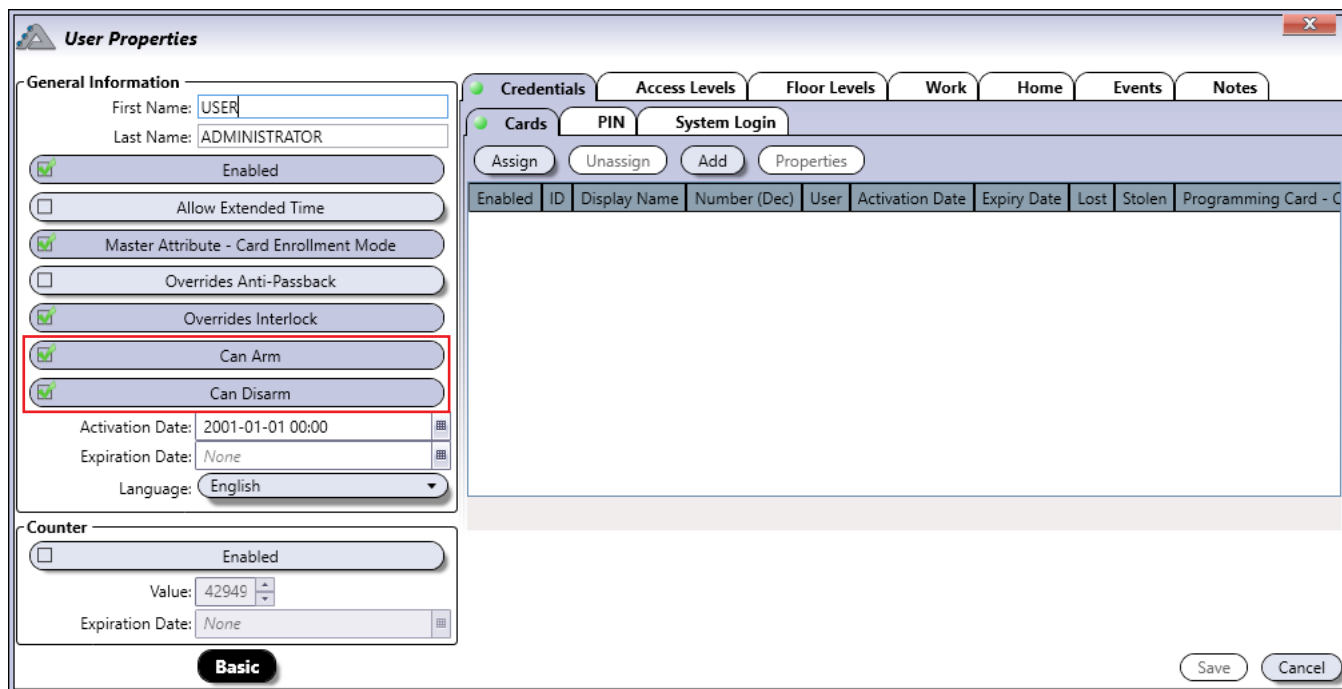 User Properties
X
General Information
First Name: USER
Last Name: ADMINISTRATOR
Enabled
Allow Extended Time
Master Attribute - Card Enrollment Mode
Overrides Anti-Passback
Overrides Interlock
Can Arm
Can Disarm
Activation Date: 2001-01-01 00:00
Expiration Date: None
Language: English
Counter
Enabled
Value: 42949
Expiration Date: None
Basic
Credentials Access Levels Floor Levels Work Home Events Notes
Cards PIN System Login
Assign Unassign Add Properties
Enabled ID Display Name Number (Dec) User Activation Date Expiry Date Lost Stolen Programming Card - C
Save Cancel